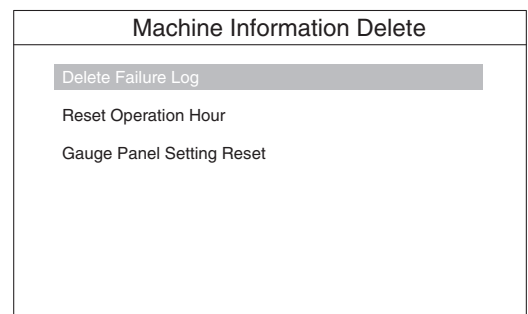 Machine Information Delete
Delete Failure Log
Reset Operation Hour
Gauge Panel Setting Reset